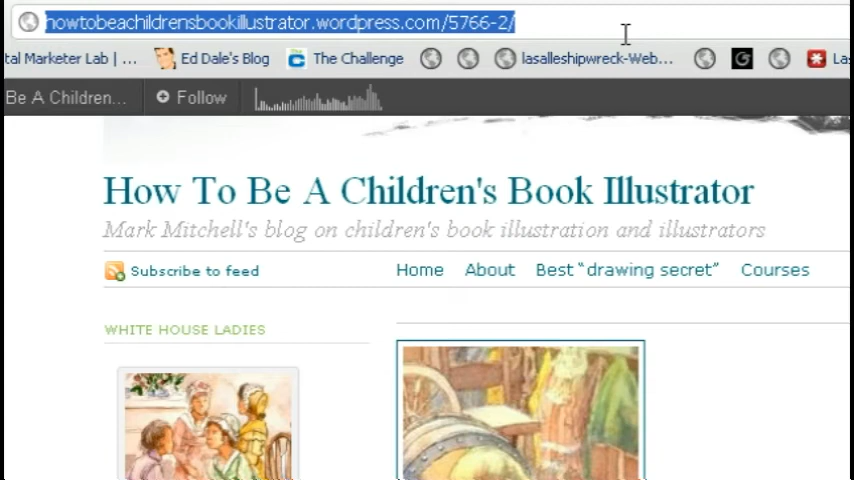 howtobeachildrensbookillustrator.wordpress.com/5766-2/
tal Marketer Lab | ... Ed Dale's Blog The Challenge lasalleshipwreck-Web... Las
Be A Children... Follow
How To Be A Children's Book Illustrator
Mark Mitchell's blog on children's book illustration and illustrators
Subscribe to feed Home About Best “drawing secret” Courses
WHITE HOUSE LADIES